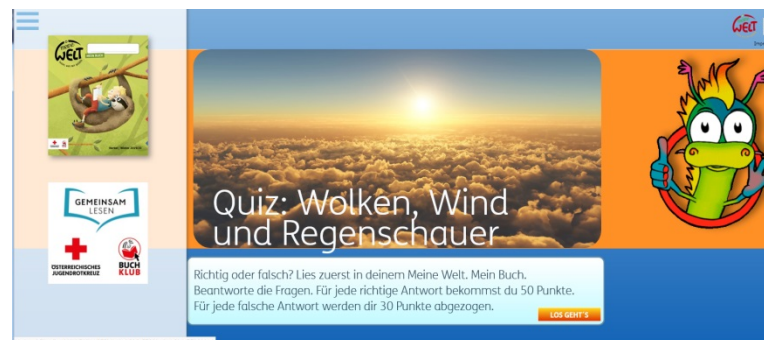 WELT
WELT
Quiz: Wolken, Wind
und Regenschauer
GEMEINSAM
LESEN
ÖSTERREICHISCHES
JUGENDROTKREUZ
BUCH
KLUB
Richtig oder falsch? Lies zuerst in deinem Meine Welt. Mein Buch.
Beantworte die Fragen. Für jede richtige Antwort bekommst du 50 Punkte.
Für jede falsche Antwort werden dir 30 Punkte abgezogen.
LOS GEHT'S